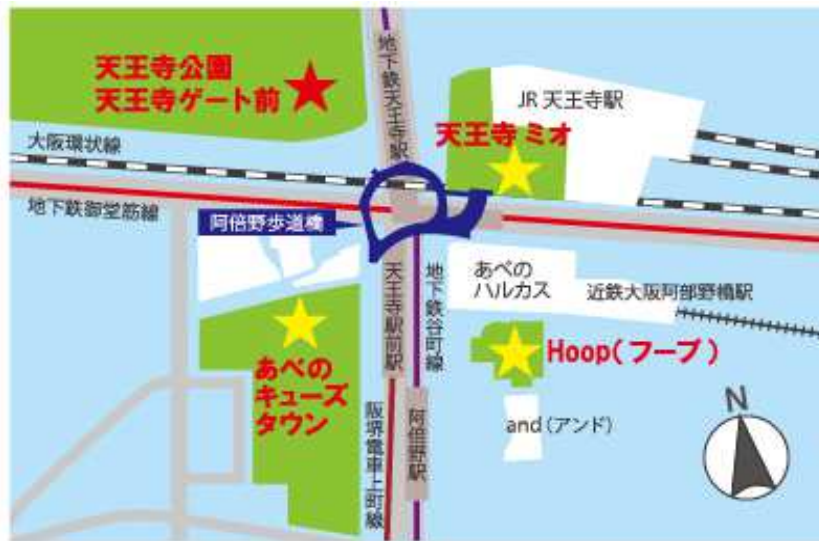 天王寺公園
天王寺ゲート前
地下鉄天王寺駅
JR 天王寺駅
天王寺 ミオ
大阪環状線
地下鉄御堂筋線
阿倍野歩道橋
天王寺駅前駅
地下鉄谷町線
あべの
ハルカス
近鉄大阪阿部野橋駅
あべの
キューズ
タウン
Hoop(フープ)
阪堺電車上町線
阿倍野駅
and(アンド)
N